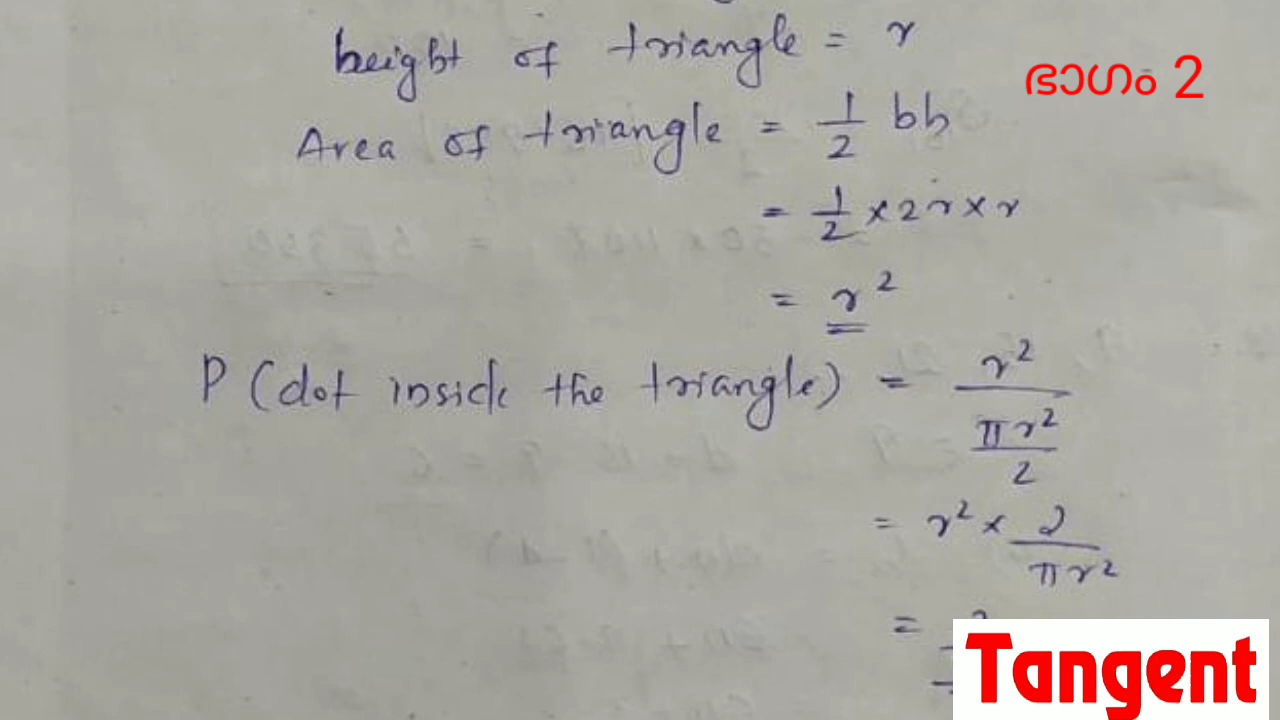 height of triangle = r
ഭാഗം 2
Area of triangle = 1/2 bh
= 1/2 × 2r × r
= r²
P (dot inside the triangle) = r² / (πr²/2)
= r² × 2/πr²
=
Tangent